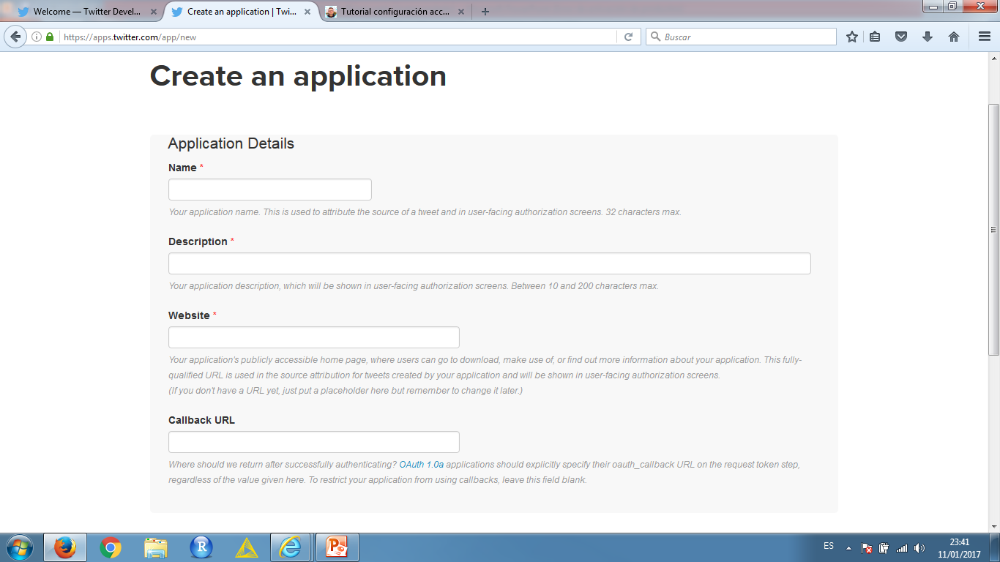 Welcome — Twitter Devel...
Create an application | Twi...
Tutorial configuración acc...
https://apps.twitter.com/app/new
Buscar
Create an application
Application Details
Name *
Your application name. This is used to attribute the source of a tweet and in user-facing authorization screens. 32 characters max.
Description *
Your application description, which will be shown in user-facing authorization screens. Between 10 and 200 characters max.
Website *
Your application's publicly accessible home page, where users can go to download, make use of, or find out more information about your application. This fully-
qualified URL is used in the source attribution for tweets created by your application and will be shown in user-facing authorization screens.
(If you don't have a URL yet, just put a placeholder here but remember to change it later.)
Callback URL
Where should we return after successfully authenticating? OAuth 1.0a applications should explicitly specify their oauth_callback URL on the request token step,
regardless of the value given here. To restrict your application from using callbacks, leave this field blank.
R
P
ES
23:41
11/01/2017